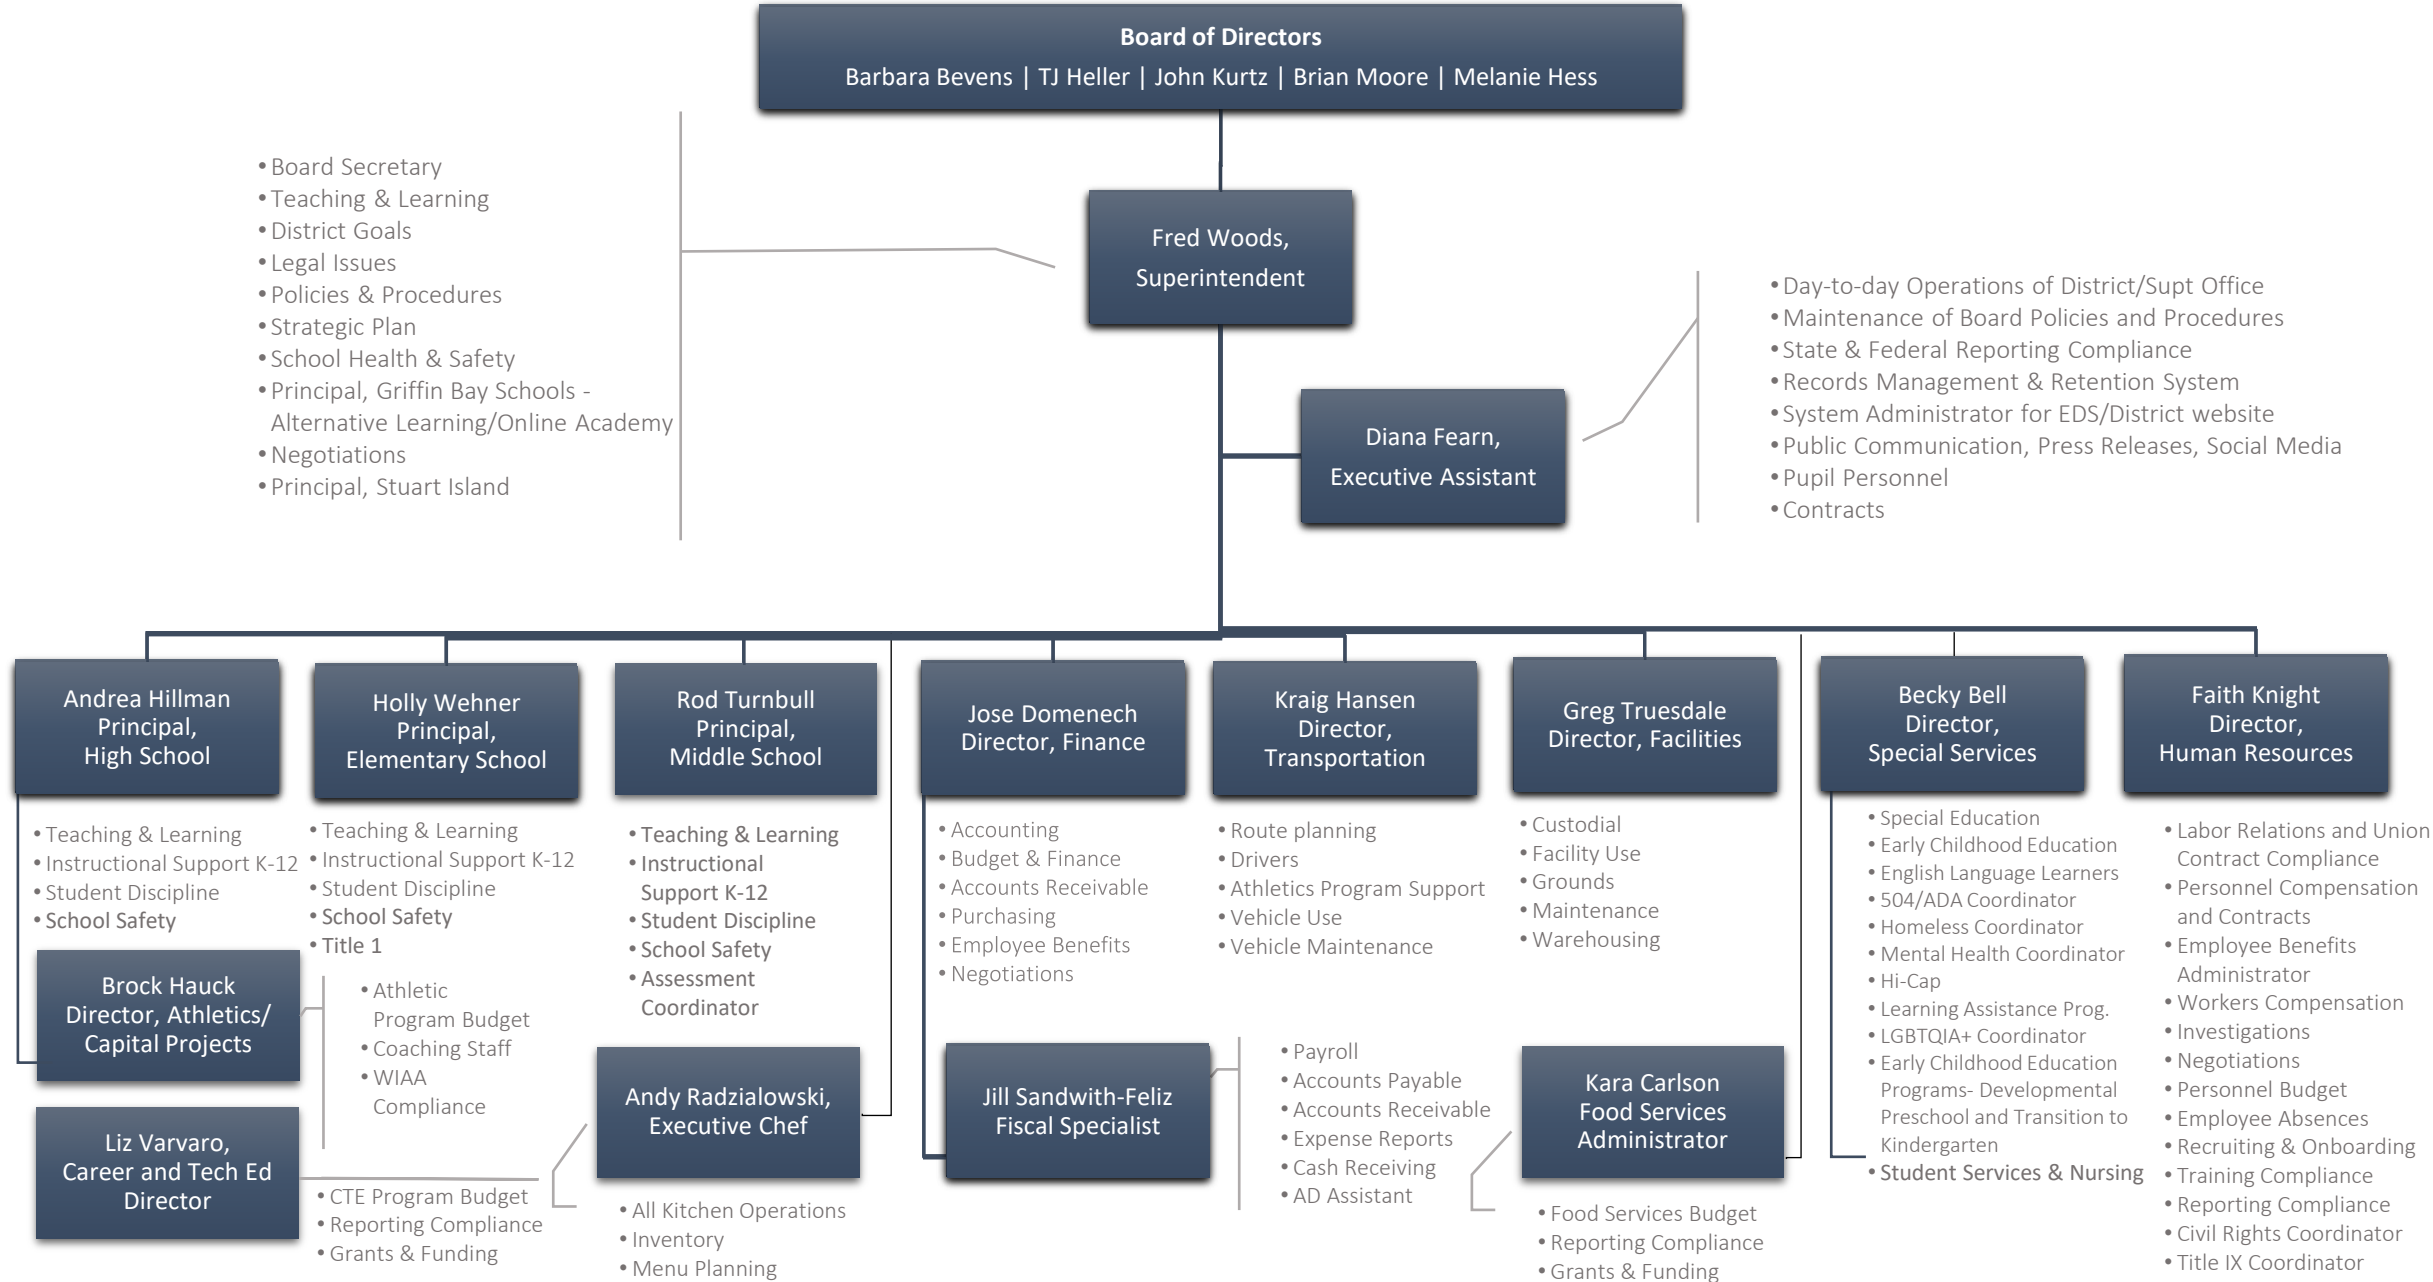 Board of Directors
Barbara Bevens | TJ Heller | John Kurtz | Brian Moore | Melanie Hess
• Board Secretary
• Teaching & Learning
• District Goals
• Legal Issues
• Policies & Procedures
• Strategic Plan
• School Health & Safety
• Principal, Griffin Bay Schools -
Alternative Learning/Online Academy
• Negotiations
• Principal, Stuart Island
Fred Woods,
Superintendent
Diana Fearn,
Executive Assistant
• Day-to-day Operations of District/Supt Office
• Maintenance of Board Policies and Procedures
• State & Federal Reporting Compliance
• Records Management & Retention System
• System Administrator for EDS/District website
• Public Communication, Press Releases, Social Media
• Pupil Personnel
• Contracts
Andrea Hillman
Principal,
High School
• Teaching & Learning
• Instructional Support K-12
• Student Discipline
• School Safety
Brock Hauck
Director, Athletics/
Capital Projects
• Athletic
Program Budget
• Coaching Staff
• WIAA
Compliance
Liz Varvaro,
Career and Tech Ed
Director
• CTE Program Budget
• Reporting Compliance
• Grants & Funding
Holly Wehner
Principal,
Elementary School
• Teaching & Learning
• Instructional Support K-12
• Student Discipline
• School Safety
• Title 1
Rod Turnbull
Principal,
Middle School
• Teaching & Learning
• Instructional
Support K-12
• Student Discipline
• School Safety
• Assessment
Coordinator
Andy Radzialowski,
Executive Chef
• All Kitchen Operations
• Inventory
• Menu Planning
Jose Domenech
Director, Finance
• Accounting
• Budget & Finance
• Accounts Receivable
• Purchasing
• Employee Benefits
• Negotiations
Jill Sandwith-Feliz
Fiscal Specialist
• Payroll
• Accounts Payable
• Accounts Receivable
• Expense Reports
• Cash Receiving
• AD Assistant
Kraig Hansen
Director,
Transportation
• Route planning
• Drivers
• Athletics Program Support
• Vehicle Use
• Vehicle Maintenance
Greg Truesdale
Director, Facilities
• Custodial
• Facility Use
• Grounds
• Maintenance
• Warehousing
Kara Carlson
Food Services
Administrator
• Food Services Budget
• Reporting Compliance
• Grants & Funding
Becky Bell
Director,
Special Services
• Special Education
• Early Childhood Education
• English Language Learners
• 504/ADA Coordinator
• Homeless Coordinator
• Mental Health Coordinator
• Hi-Cap
• Learning Assistance Prog.
• LGBTQIA+ Coordinator
• Early Childhood Education
Programs- Developmental
Preschool and Transition to
Kindergarten
• Student Services & Nursing
Faith Knight
Director,
Human Resources
• Labor Relations and Union
Contract Compliance
• Personnel Compensation
and Contracts
• Employee Benefits
Administrator
• Workers Compensation
• Investigations
• Negotiations
• Personnel Budget
• Employee Absences
• Recruiting & Onboarding
• Training Compliance
• Reporting Compliance
• Civil Rights Coordinator
• Title IX Coordinator